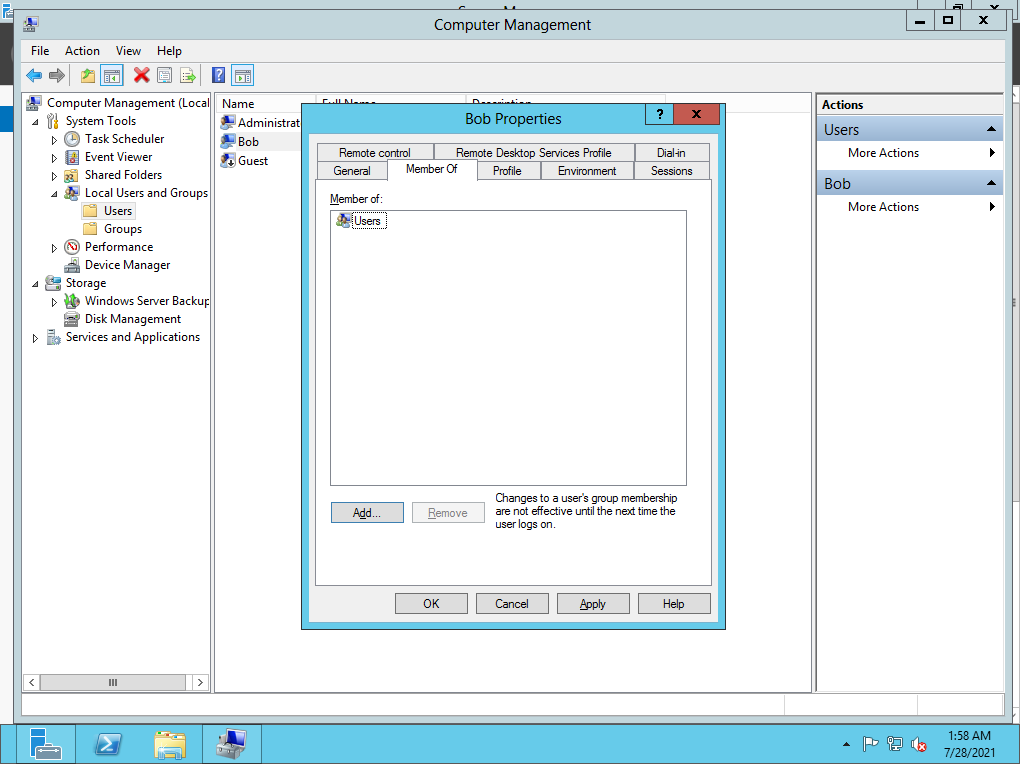 Computer Management
File Action View Help
Computer Management (Local
System Tools
Task Scheduler
Event Viewer
Shared Folders
Local Users and Groups
Users
Groups
Performance
Device Manager
Storage
Windows Server Backup
Disk Management
Services and Applications
Name
Administrat
Bob
Guest
Bob Properties
Remote control Remote Desktop Services Profile Dial-in
General Member Of Profile Environment Sessions
Member of:
Users
Add... Remove
Changes to a user's group membership
are not effective until the next time the
user logs on.
OK Cancel Apply Help
Actions
Users
More Actions
Bob
More Actions
1:58 AM
7/28/2021